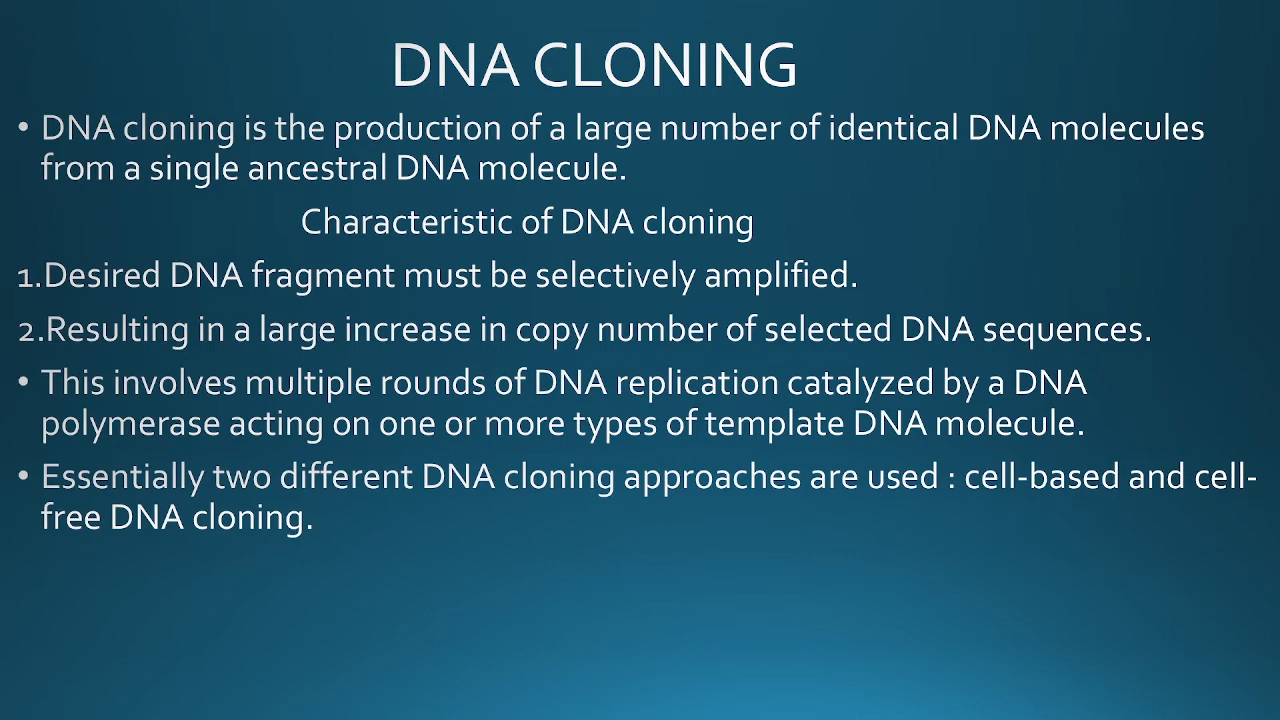 DNA CLONING
• DNA cloning is the production of a large number of identical DNA molecules
from a single ancestral DNA molecule.
Characteristic of DNA cloning
1.Desired DNA fragment must be selectively amplified.
2.Resulting in a large increase in copy number of selected DNA sequences.
• This involves multiple rounds of DNA replication catalyzed by a DNA
polymerase acting on one or more types of template DNA molecule.
• Essentially two different DNA cloning approaches are used : cell-based and cell-
free DNA cloning.